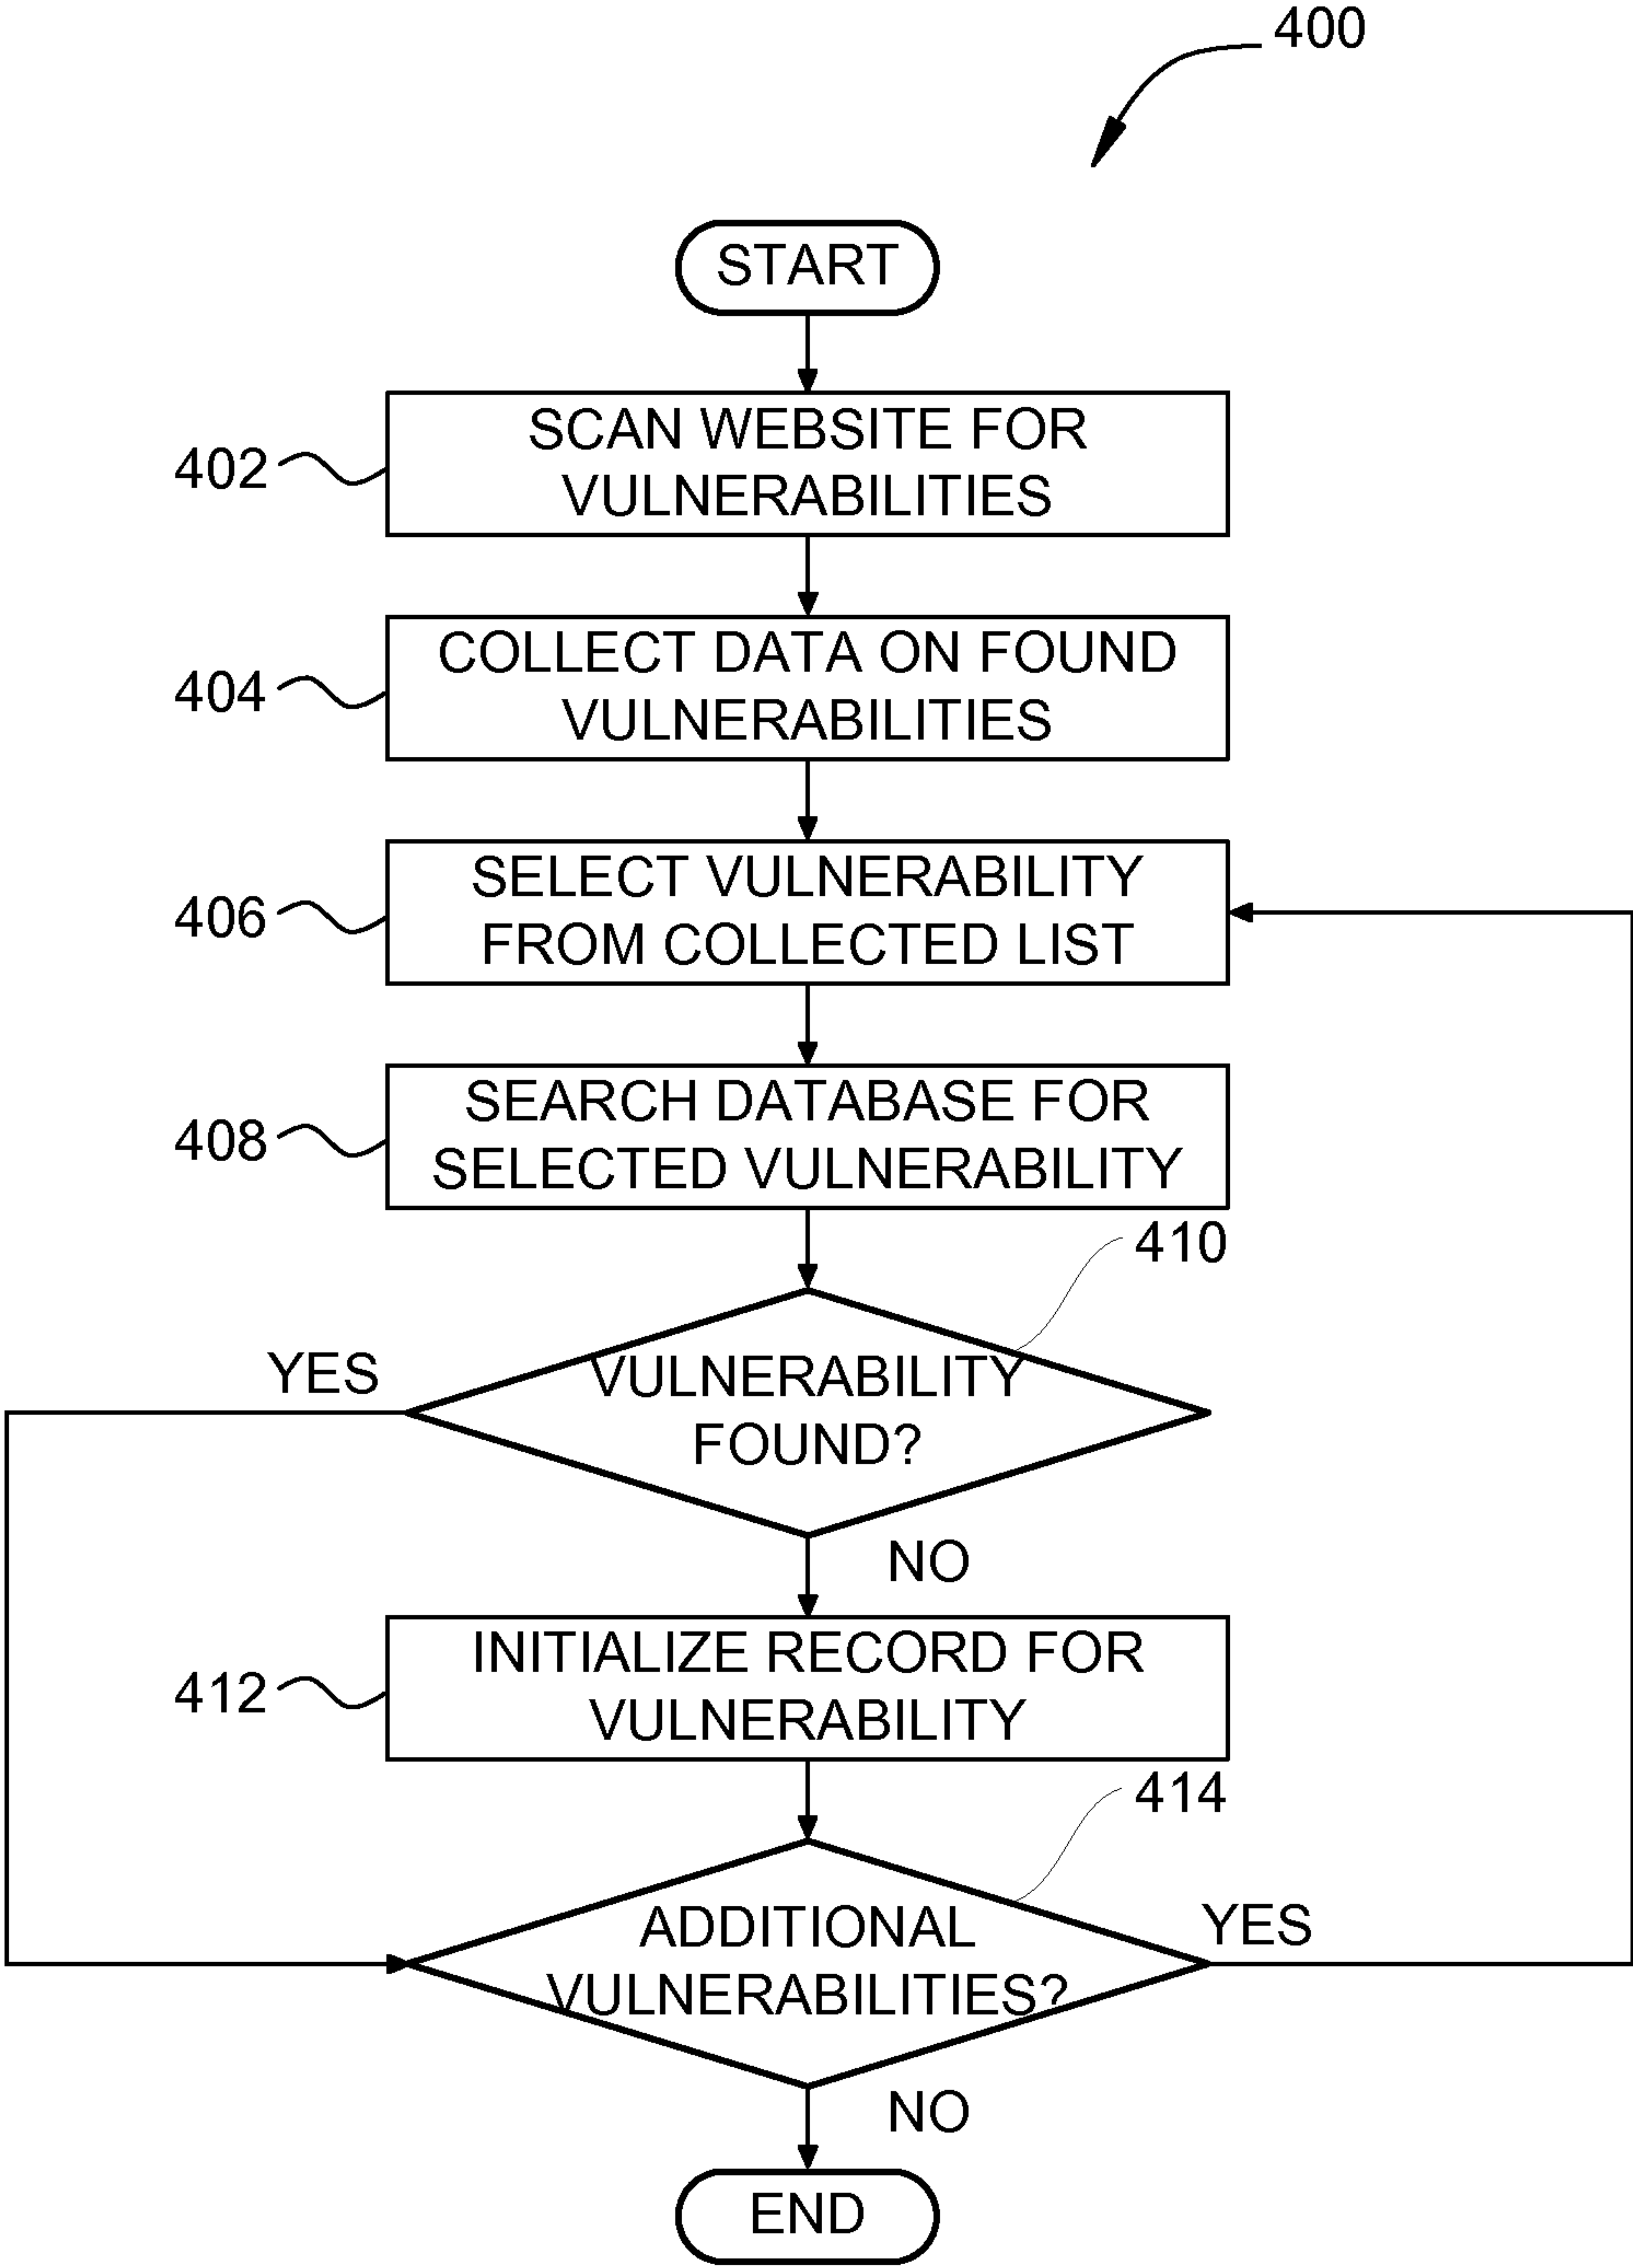 400
START
SCAN WEBSITE FOR
VULNERABILITIES
402
COLLECT DATA ON FOUND
VULNERABILITIES
404
SELECT VULNERABILITY
FROM COLLECTED LIST
406
SEARCH DATABASE FOR
SELECTED VULNERABILITY
408
410
YES
VULNERABILITY
FOUND?
NO
INITIALIZE RECORD FOR
VULNERABILITY
412
414
ADDITIONAL
VULNERABILITIES?
YES
NO
END